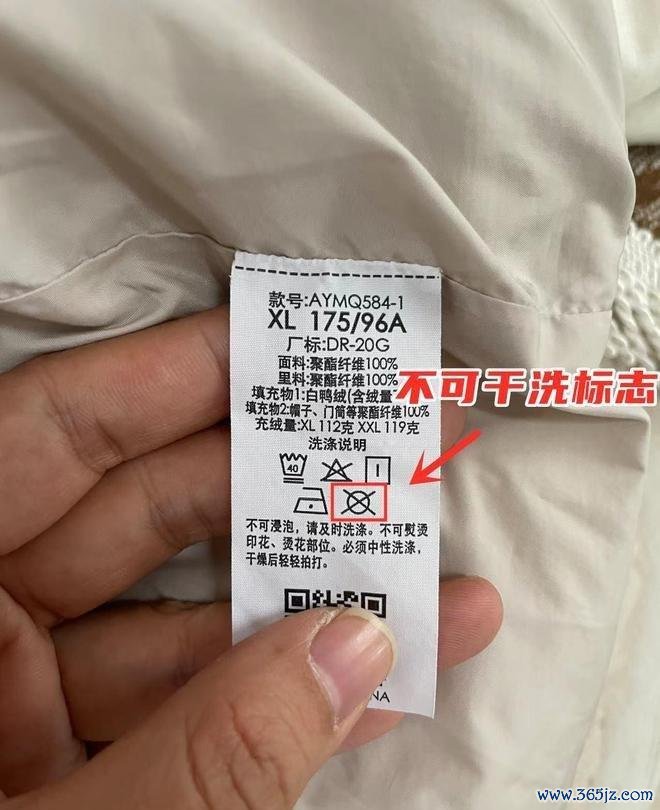 款号:AYMQ584-1
XL 175/96A
厂标:DR-20G
面料:聚酯纤维100%
里料:聚酯纤维100%
不可干洗标志
填充物1:白鸭绒(含绒量
填充物2:帽子、门筒等聚酯纤维100%
充绒量:XL 112克 XXL 119克
洗涤说明
40
不可浸泡，请及时洗涤。不可熨烫
印花、烫花部位。必须中性洗涤，
干燥后轻轻拍打。
NA
www.365jz.com